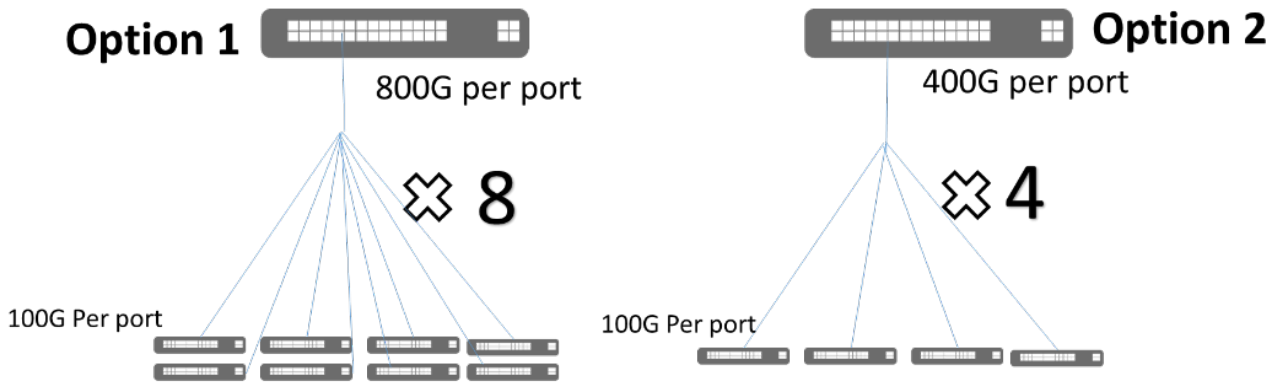 Option 1
800G per port
✖ 8
100G Per port
Option 2
400G per port
✖ 4
100G Per port